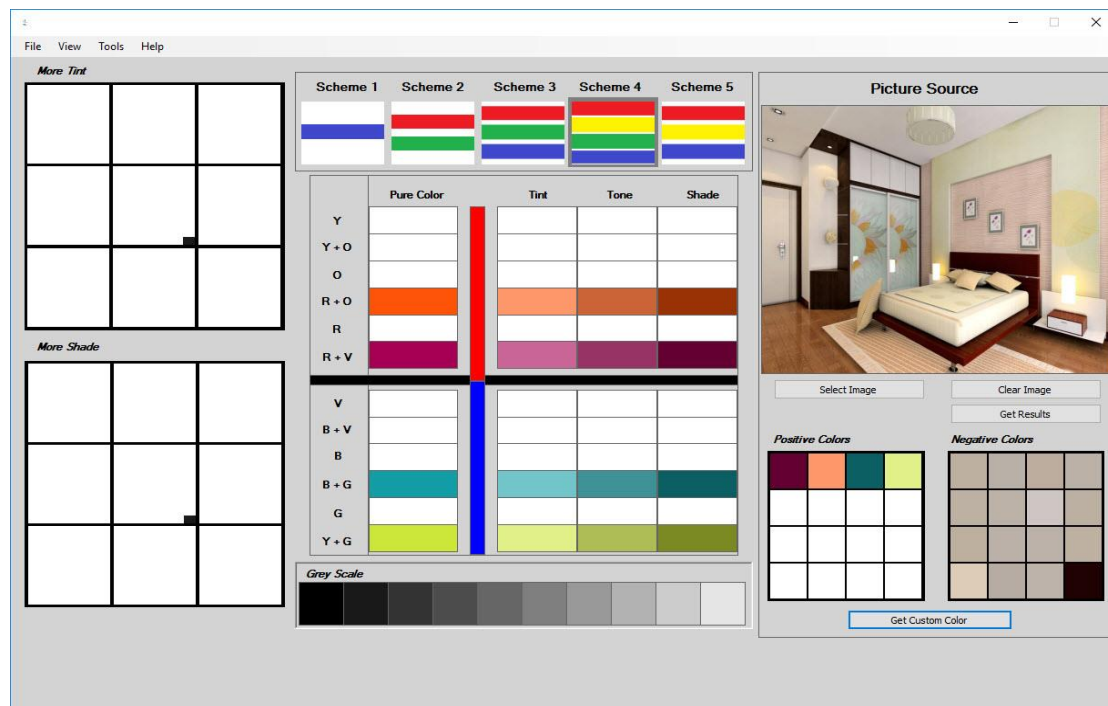 File View Tools Help
More Tint
More Shade
Scheme 1 Scheme 2 Scheme 3 Scheme 4 Scheme 5
Pure Color Tint Tone Shade
Y
Y + O
O
R + O
R
R + V
V
B + V
B
B + G
G
Y + G
Grey Scale
Picture Source
Select Image Clear Image
Get Results
Positive Colors Negative Colors
Get Custom Color